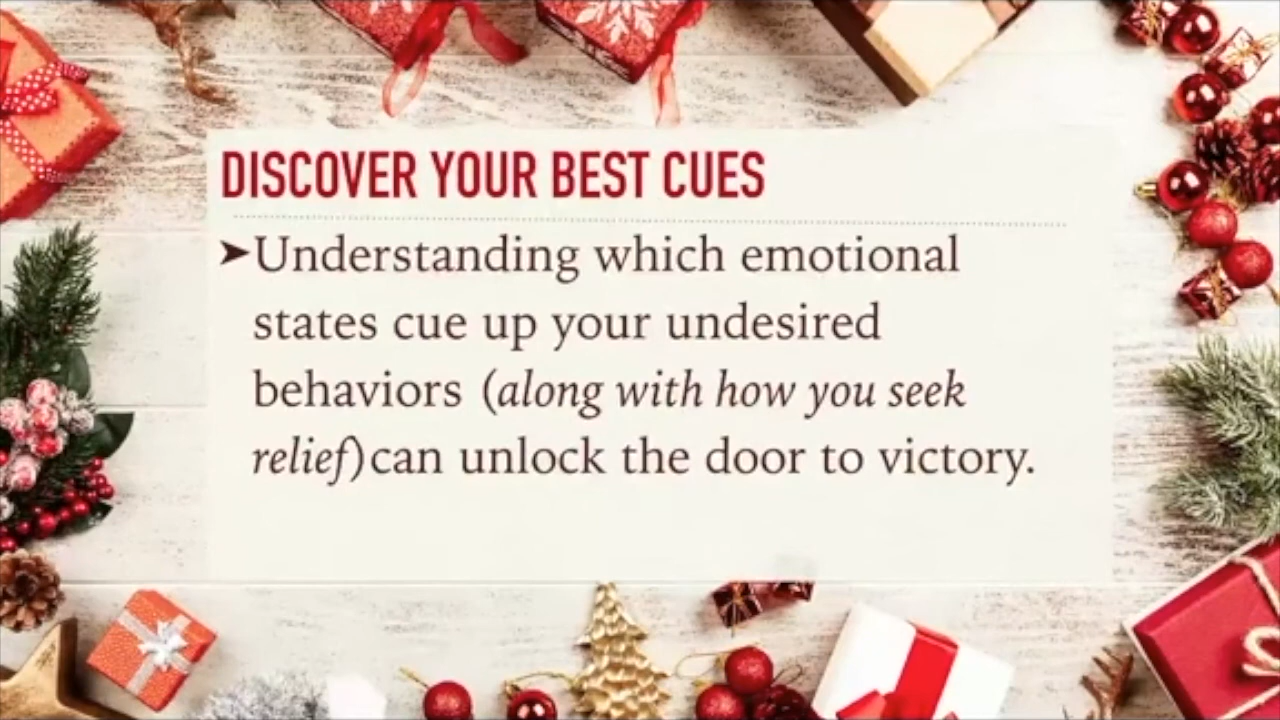 DISCOVER YOUR BEST CUES
➤Understanding which emotional
states cue up your undesired
behaviors (along with how you seek
relief)can unlock the door to victory.